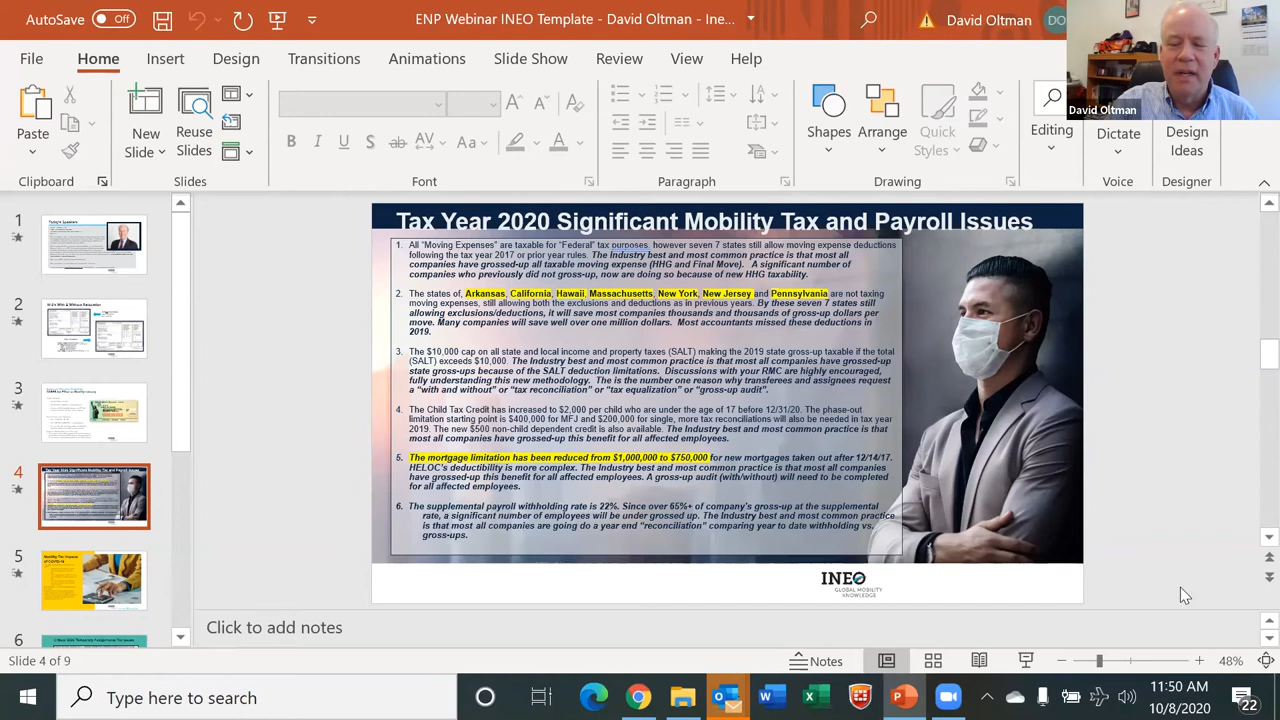 AutoSave Off ENP Webinar INEO Template - David Oltman - Ine... David Oltman DO
File Home Insert Design Transitions Animations Slide Show Review View Help
David Oltman
Paste New Slide Reuse Slides Shapes Arrange Quick Styles Editing Dictate Design Ideas
Clipboard Slides Font Paragraph Drawing Voice Designer
1
2
3
4
5
6
Tax Year 2020 Significant Mobility Tax and Payroll Issues
1. All “Moving Expenses” are taxable for “Federal” tax purposes, however seven 7 states still allow moving expense deductions
following the tax year 2017 or prior year rules. The Industry best and most common practice is that most all
companies have grossed-up all taxable moving expense (HHG and Final Move). A significant number of
companies who previously did not gross-up, now are doing so because of new HHG taxability.
2. The states of, Arkansas, California, Hawaii, Massachusetts, New York, New Jersey and Pennsylvania are not taxing
moving expenses, still allowing both the exclusions and deductions as in previous years. By these seven 7 states still
allowing exclusions/deductions, it will save most companies thousands and thousands of gross-up dollars per
move. Many companies will save well over one million dollars. Most accountants missed these deductions in
2019.
3. The $10,000 cap on all state and local income and property taxes (SALT) making the 2019 state gross-up taxable if the total
(SALT) exceeds $10,000. The Industry best and most common practice is that most all companies have grossed-up
state gross-ups because of the SALT deduction limitations. Discussions with your RMC are highly encouraged,
fully understanding this new methodology. The is the number one reason why transferees and assignees request
a “with and without” or “tax reconciliation” or “tax equalization” or “gross-up audit”.
4. The Child Tax Credit has increased to $2,000 per child who are under the age of 17 before 12/31/20. The phase-out
limitation starting point is $400,000 for MFJ and $200,000 for single, more tax reconciliations will also be needed in tax year
2019. The new $500 non-child dependent credit is also available. The Industry best and most common practice is that
most all companies have grossed-up this benefit for all affected employees.
5. The mortgage limitation has been reduced from $1,000,000 to $750,000 for new mortgages taken out after 12/14/17.
HELOC's deductibility is more complex. The Industry best and most common practice is that most all companies
have grossed-up this benefit for all affected employees. A gross-up audit (with/without) will need to be completed
for all affected employees.
6. The supplemental payroll withholding rate is 22%. Since over 65%+ of company's gross-up at the supplemental
rate, a significant number of employees will be under grossed up. The Industry best and most common practice
is that most all companies are going do a year end “reconciliation” comparing year to date withholding vs.
gross-ups.
INEO
GLOBAL MOBILITY
KNOWLEDGE
Click to add notes
Slide 4 of 9 Notes 48%
Type here to search 11:50 AM
10/8/2020 22